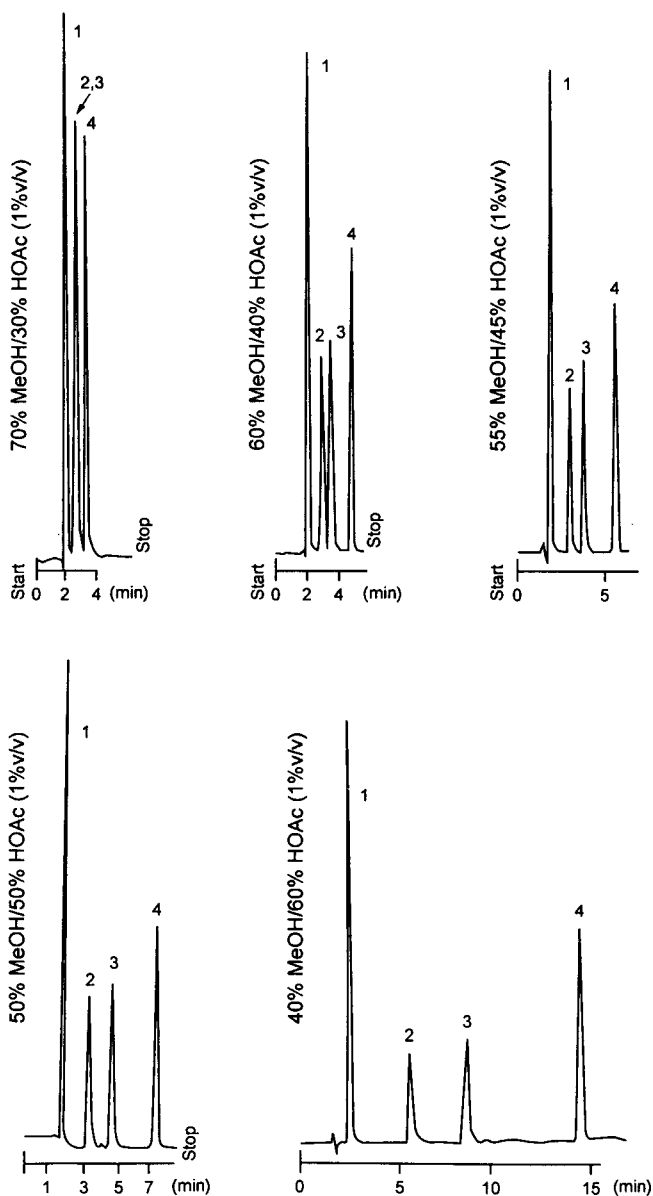 70% MeOH/30% HOAc (1%v/v)
1
2,3
4
Start
Stop
0 2 4 (min)
60% MeOH/40% HOAc (1%v/v)
1
2
3
4
Start
Stop
0 2 4 (min)
55% MeOH/45% HOAc (1%v/v)
1
2
3
4
Start
0 5
50% MeOH/50% HOAc (1%v/v)
1
2
3
4
Stop
1 3 5 7 (min)
40% MeOH/60% HOAc (1%v/v)
1
2
3
4
0 5 10 15 (min)